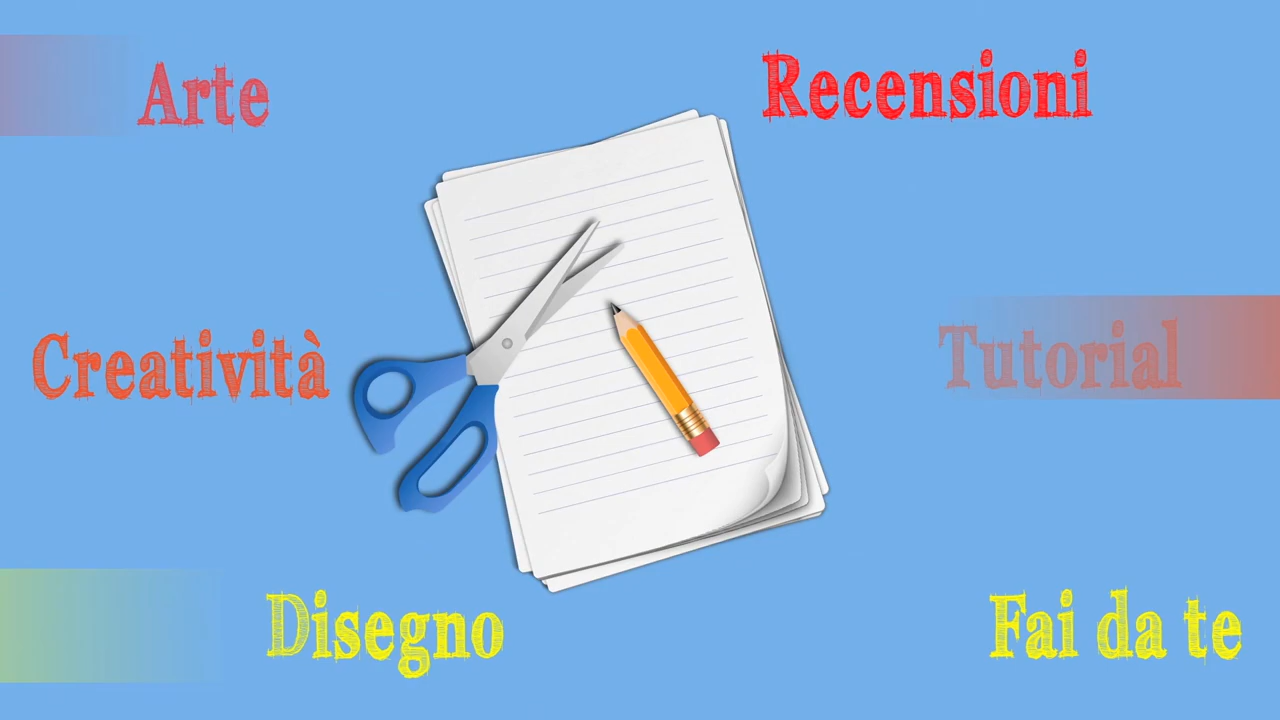 Arte
Recensioni
Creatività
Tutorial
Disegno
Fai da te